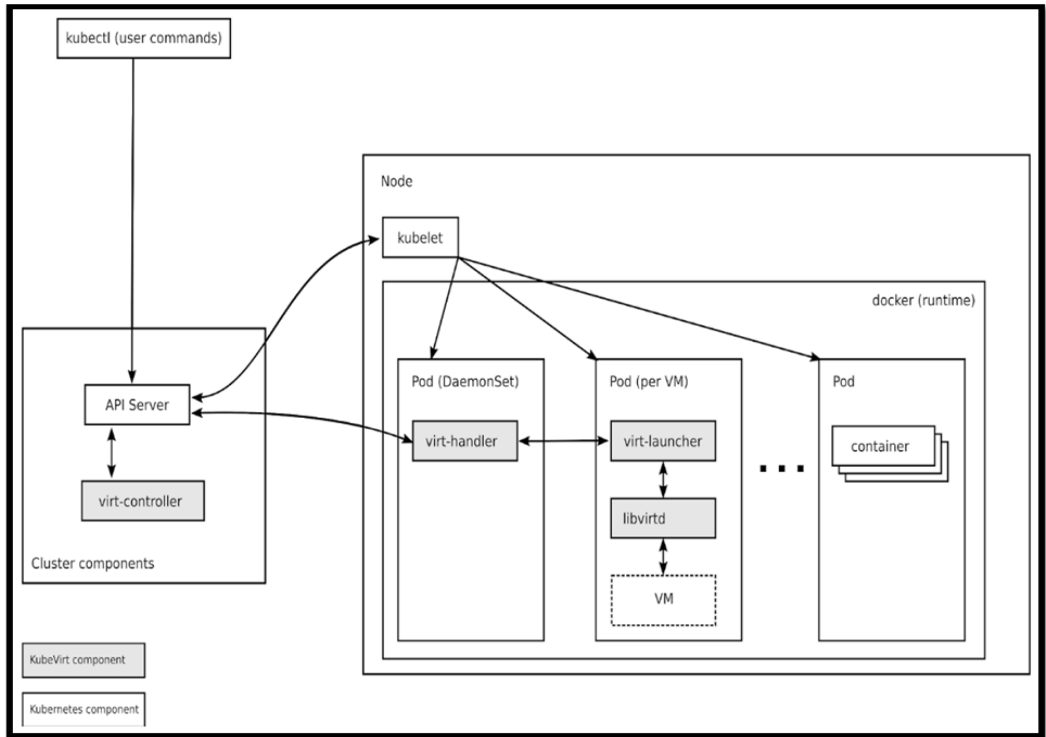 kubectl (user commands)
Node
kubelet
docker (runtime)
Pod (DaemonSet)
Pod (per VM)
Pod
API Server
virt-handler
virt-launcher
container
...
virt-controller
libvirtd
Cluster components
VM
KubeVirt component
Kubernetes component